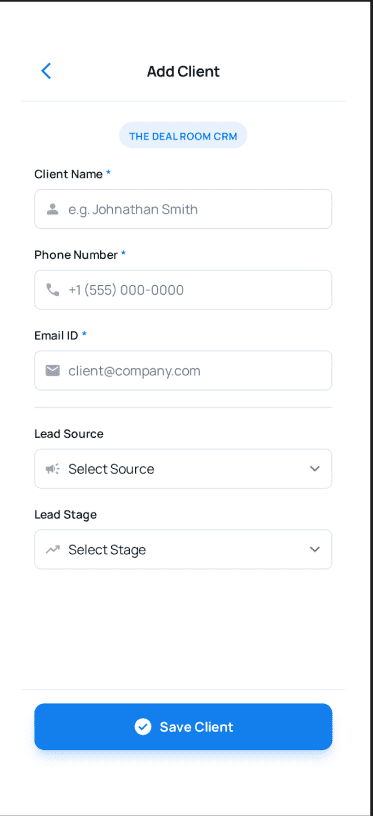 Add Client
THE DEAL ROOM CRM
Client Name *
e.g. Johnathan Smith
Phone Number *
+1 (555) 000-0000
Email ID *
client@company.com
Lead Source
Select Source
Lead Stage
Select Stage
Save Client